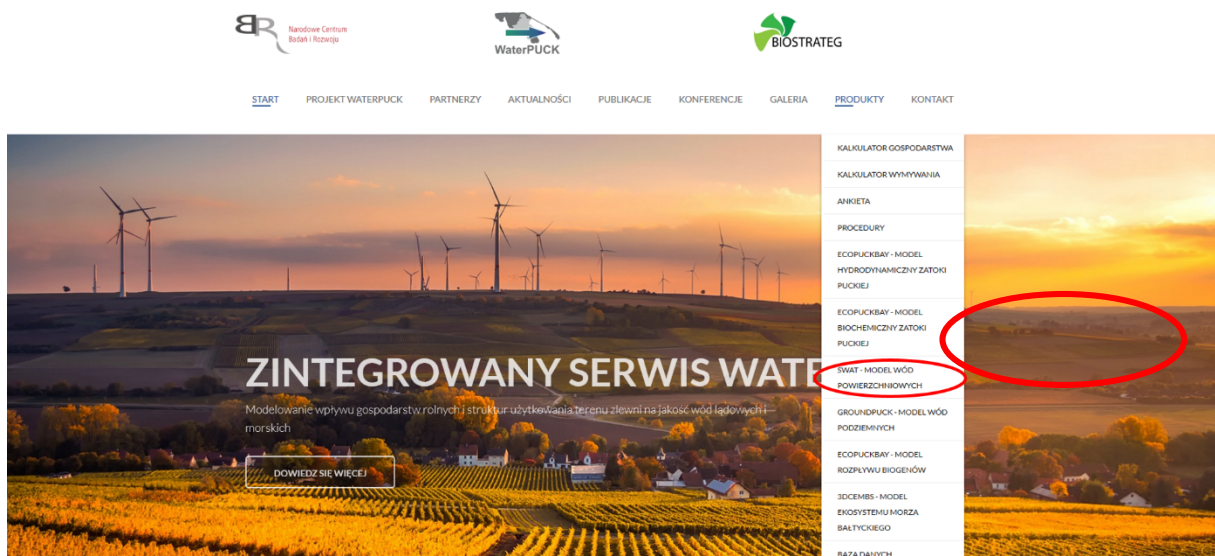 Narodowe Centrum
Badań i Rozwoju
WaterPUCK
BIOSTRATEG
START PROJEKT WATERPUCK PARTNERZY AKTUALNOŚCI PUBLIKACJE KONFERENCJE GALERIA PRODUKTY KONTAKT
KALKULATOR GOSPODARSTWA
KALKULATOR WYMYWANIA
ANKIETA
PROCEDURY
ECOPUCKBAY - MODEL
HYDRODYNAMICZNY ZATOKI
PUCKIEJ
ECOPUCKBAY - MODEL
BIOCHEMICZNY ZATOKI
PUCKIEJ
SWAT - MODEL WÓD
POWIERZCHNIOWYCH
GROUNDPUCK - MODEL WÓD
PODZIEMNYCH
ECOPUCKBAY - MODEL
ROZPŁYWU BIOGENÓW
3DCEMBS - MODEL
EKOSYSTEMU MORZA
BAŁTYCKIEGO
BAZA DANYCH
ZINTEGROWANY SERWIS WATE
Modelowanie wpływu gospodarstw rolnych i struktur użytkowania terenu zlewni na jakość wód lądowych i
morskich
DOWIEDZ SIĘ WIĘCEJ